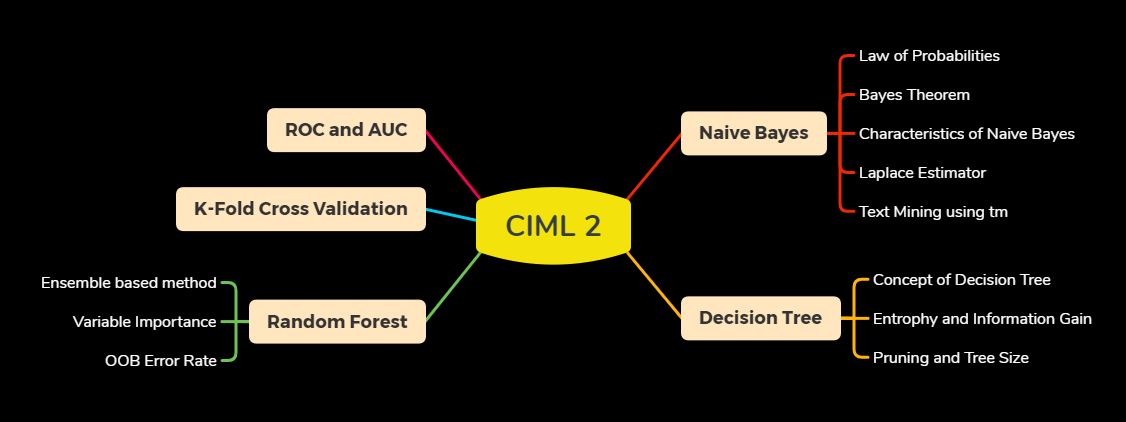 CIML 2
Naive Bayes
Law of Probabilities
Bayes Theorem
Characteristics of Naive Bayes
Laplace Estimator
Text Mining using tm
Decision Tree
Concept of Decision Tree
Entrophy and Information Gain
Pruning and Tree Size
ROC and AUC
K-Fold Cross Validation
Random Forest
Ensemble based method
Variable Importance
OOB Error Rate